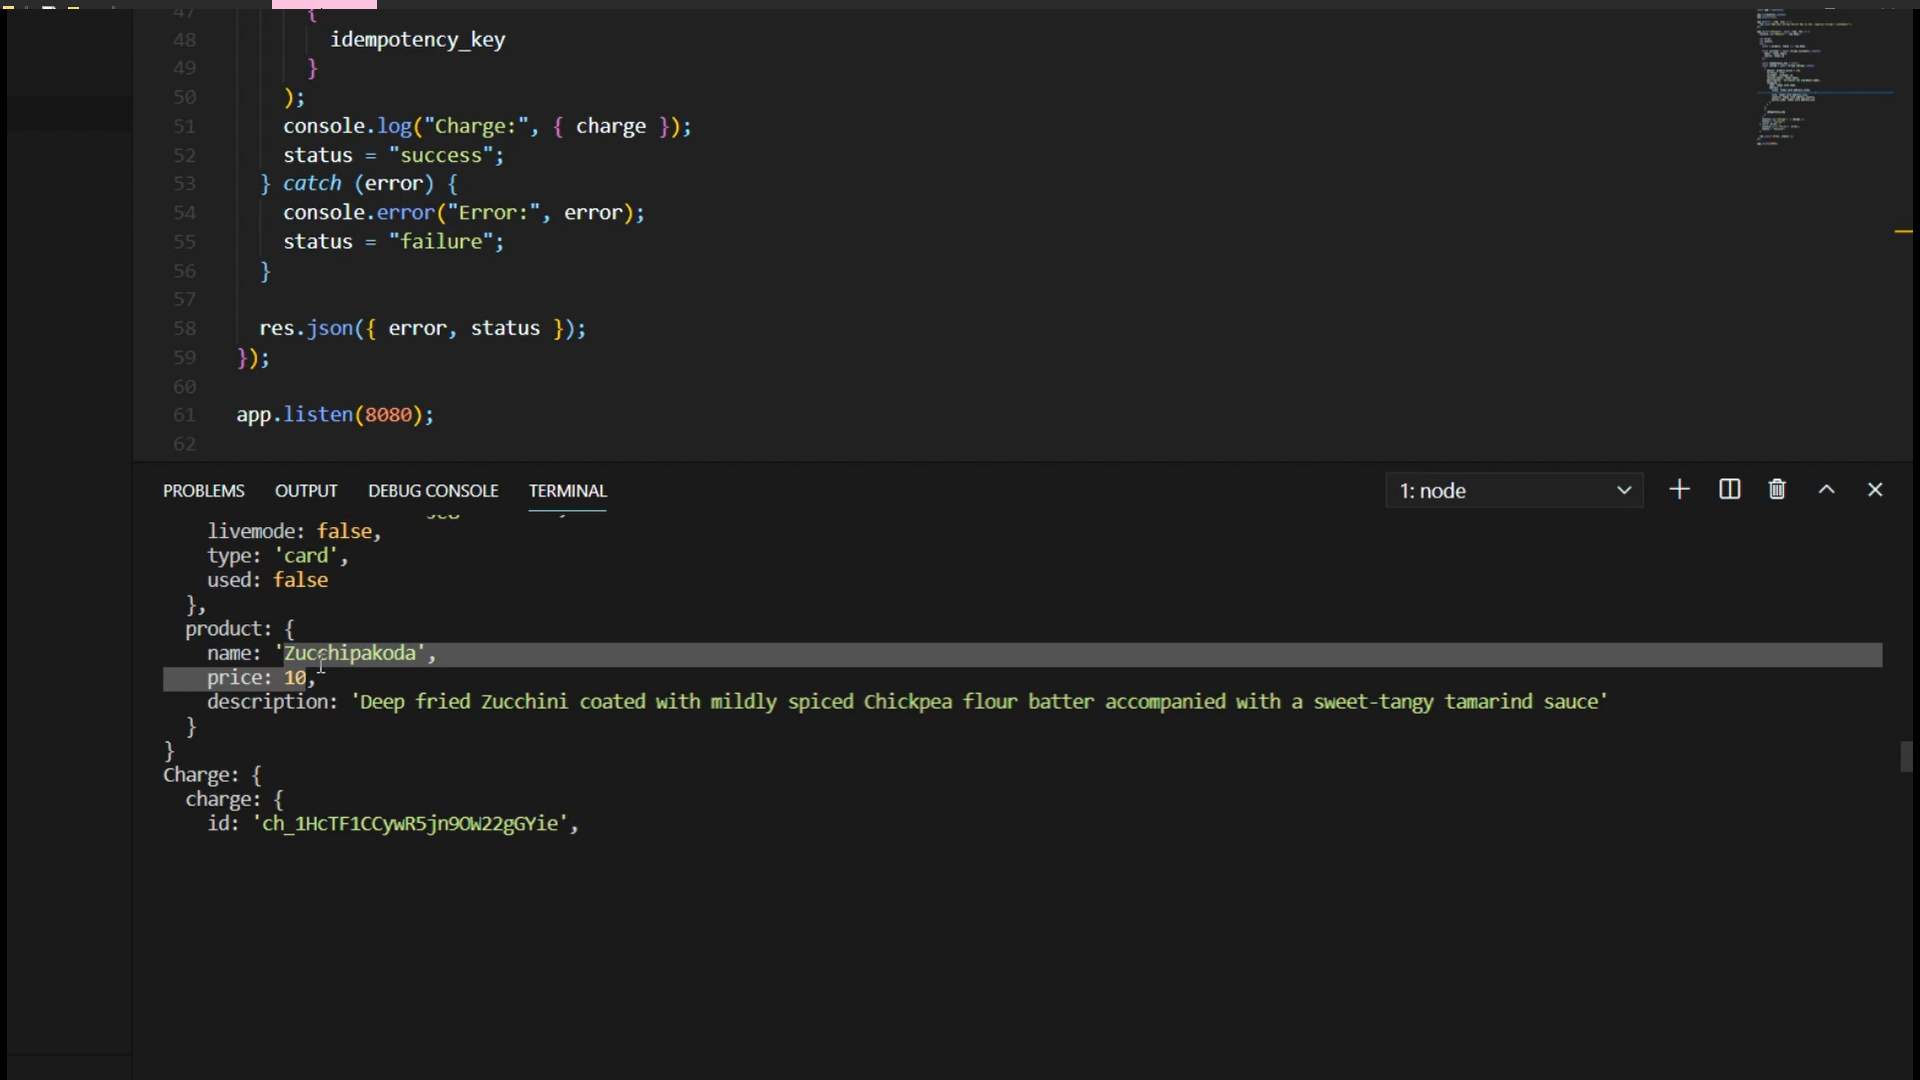 47 {
48 idempotency_key
49 }
50 );
51 console.log("Charge:", { charge });
52 status = "success";
53 } catch (error) {
54 console.error("Error:", error);
55 status = "failure";
56 }
57
58 res.json({ error, status });
59 });
60
61 app.listen(8080);
62
PROBLEMS OUTPUT DEBUG CONSOLE TERMINAL 1: node
livemode: false,
type: 'card',
used: false
},
product: {
name: 'Zucchipakoda',
price: 10,
description: 'Deep fried Zucchini coated with mildly spiced Chickpea flour batter accompanied with a sweet-tangy tamarind sauce'
}
}
Charge: {
charge: {
id: 'ch_1HcTF1CCywR5jn9OW22gGYie',